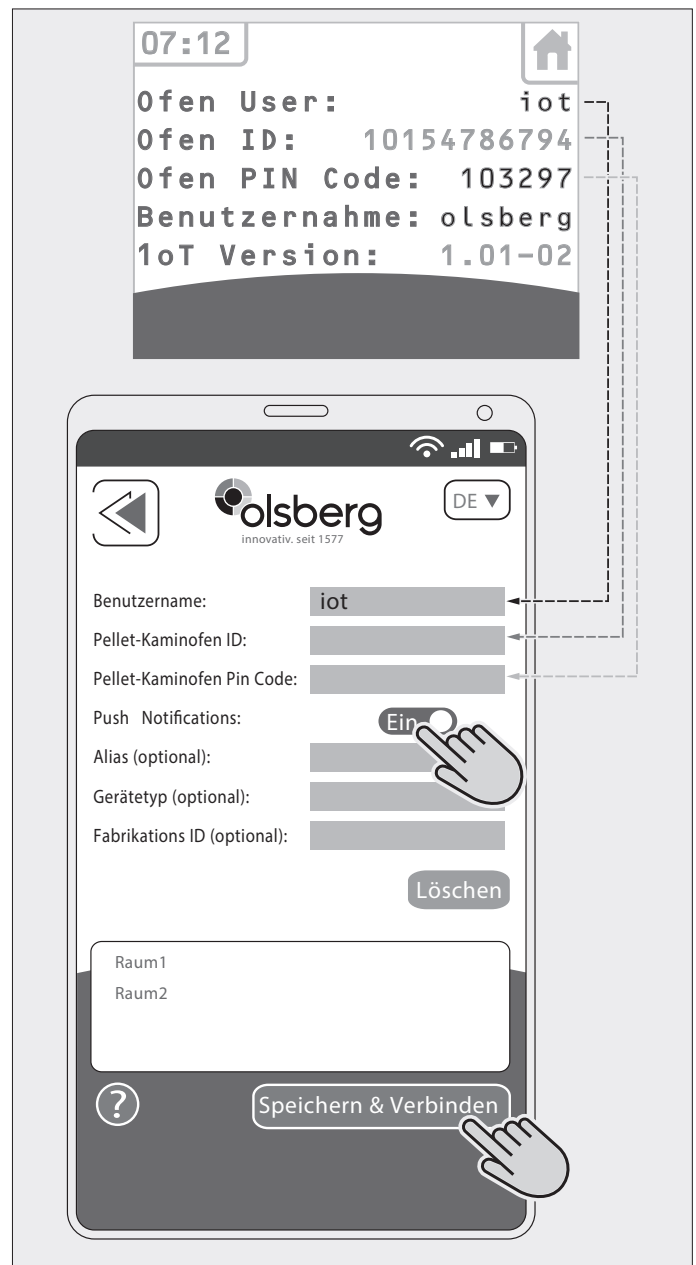 07:12
Ofen User: iot
Ofen ID: 10154786794
Ofen PIN Code: 103297
Benutzernahme: olsberg
1oT Version: 1.01-02
olsberg
innovativ. seit 1577
DE ▼
Benutzername: iot
Pellet-Kaminofen ID:
Pellet-Kaminofen Pin Code:
Push Notifications: Ein
Alias (optional):
Gerätetyp (optional):
Fabrikations ID (optional):
Löschen
Raum1
Raum2
? Speichern & Verbinden